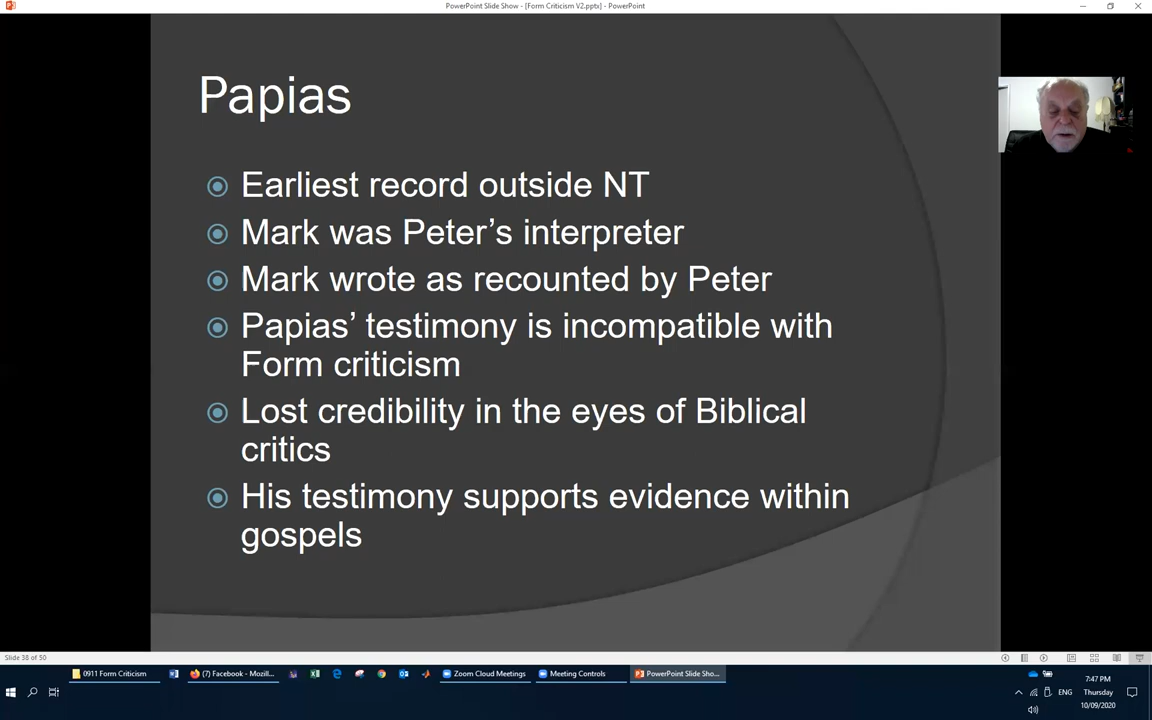 PowerPoint Slide Show - [Form Criticism V2.pptx] - PowerPoint
Papias
Earliest record outside NT
Mark was Peter's interpreter
Mark wrote as recounted by Peter
Papias' testimony is incompatible with
Form criticism
Lost credibility in the eyes of Biblical
critics
His testimony supports evidence within
gospels
Slide 38 of 50
0911 Form Criticism
(7) Facebook - Mozill...
Zoom Cloud Meetings
Meeting Controls
PowerPoint Slide Sho...
ENG
7:47 PM
Thursday
10/09/2020